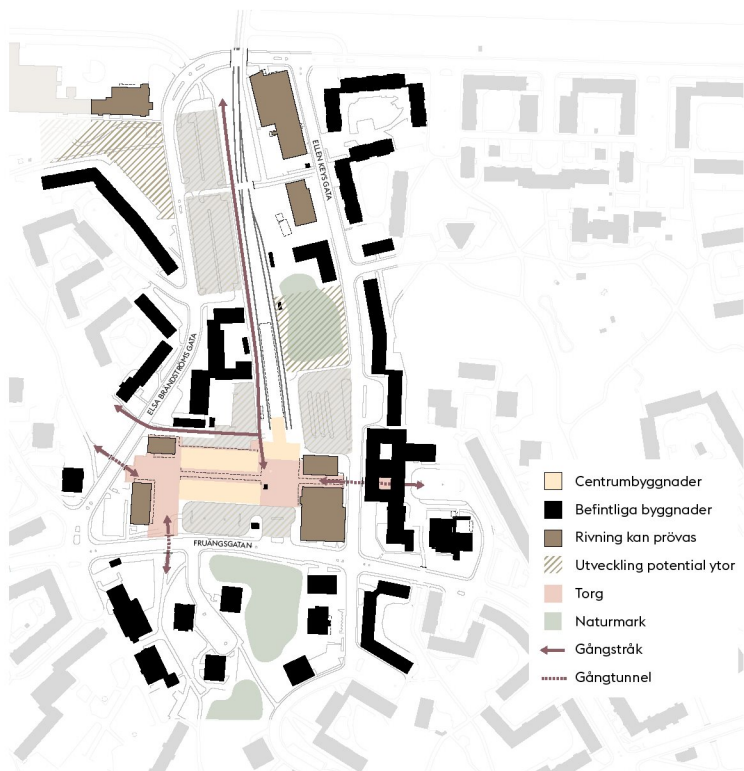 ELLEN KEYS GATA
ELSA BRÄNDSTRÖMS GATA
FRUÄNGSGATAN
Centrumbyggnader
Befintliga byggnader
Rivning kan prövas
Utveckling potential ytor
Torg
Naturmark
Gångstråk
Gångtunnel